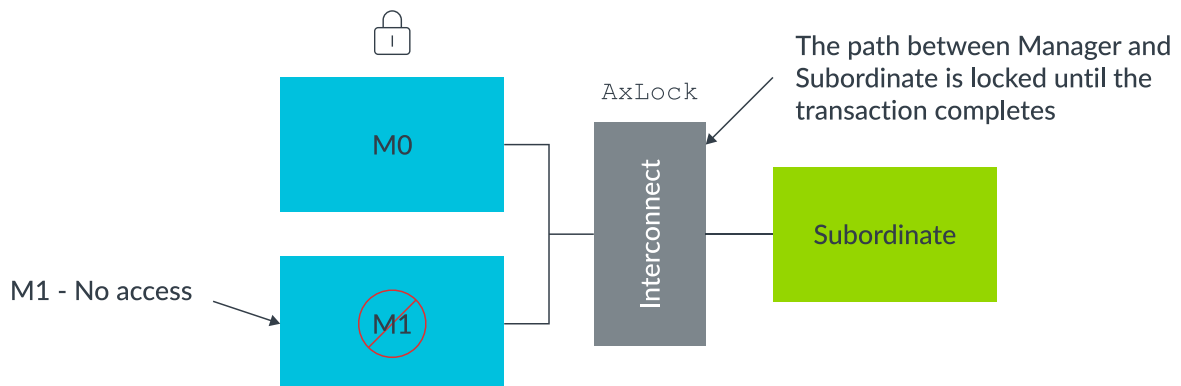 The path between Manager and
Subordinate is locked until the
transaction completes
AxLock
M0
Interconnect
Subordinate
M1 - No access
M1